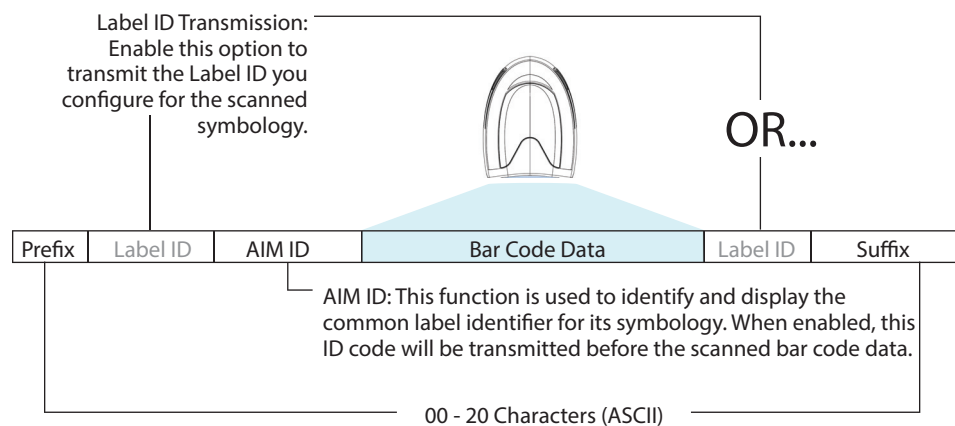 Label ID Transmission:
Enable this option to
transmit the Label ID you
configure for the scanned
symbology.
OR...
Prefix Label ID AIM ID Bar Code Data Label ID Suffix
AIM ID: This function is used to identify and display the
common label identifier for its symbology. When enabled, this
ID code will be transmitted before the scanned bar code data.
00 - 20 Characters (ASCII)